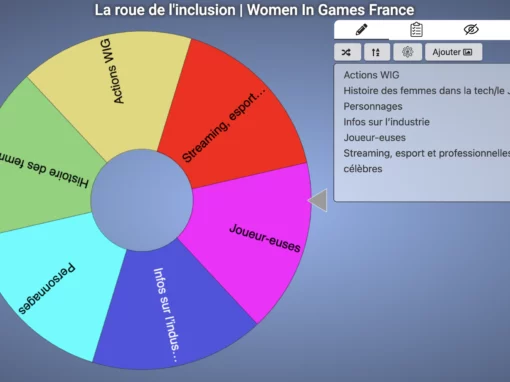 La roue de l'inclusion | Women In Games France
Ajouter
Actions WIG
Histoire des femmes dans la tech/le J
Personnages
Infos sur l'industrie
Joueur-euses
Streaming, esport et professionnelles
célèbres
Actions WIG
Streaming, esport...
Joueur-euses
Infos sur l'indus...
Personnages
Histoire des femm